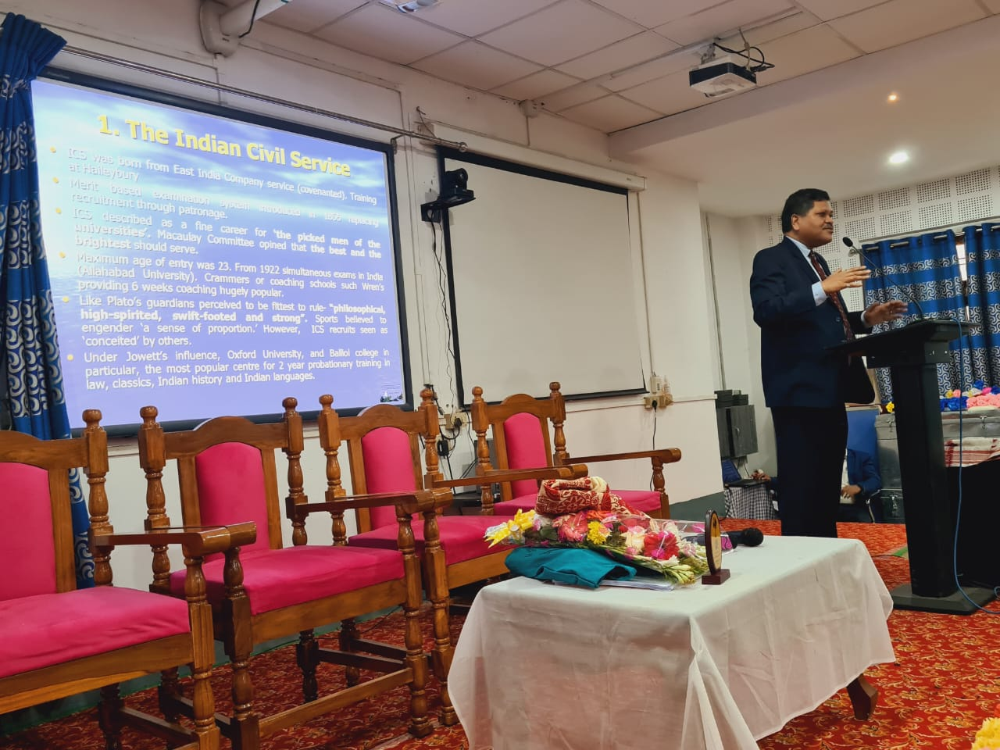 1. The Indian Civil Service
ICS was born from East India Company service (covenanted). Training
at Haileybury
Merit based examination system introduced in 1855 replacing
recruitment through patronage.
ICS described as a fine career for 'the picked men of the
universities'. Macaulay Committee opined that the best and the
brightest should serve.
Maximum age of entry was 23. From 1922 simultaneous exams in India
(Allahabad University). Crammers or coaching schools such Wren's
providing 6 weeks coaching hugely popular.
Like Plato's guardians perceived to be fittest to rule- "philosophical,
high-spirited, swift-footed and strong". Sports believed to
engender 'a sense of proportion.' However, ICS recruits seen as
'conceited' by others.
Under Jowett's influence, Oxford University, and Balliol college in
particular, the most popular centre for 2 year probationary training in
law, classics, Indian history and Indian languages.